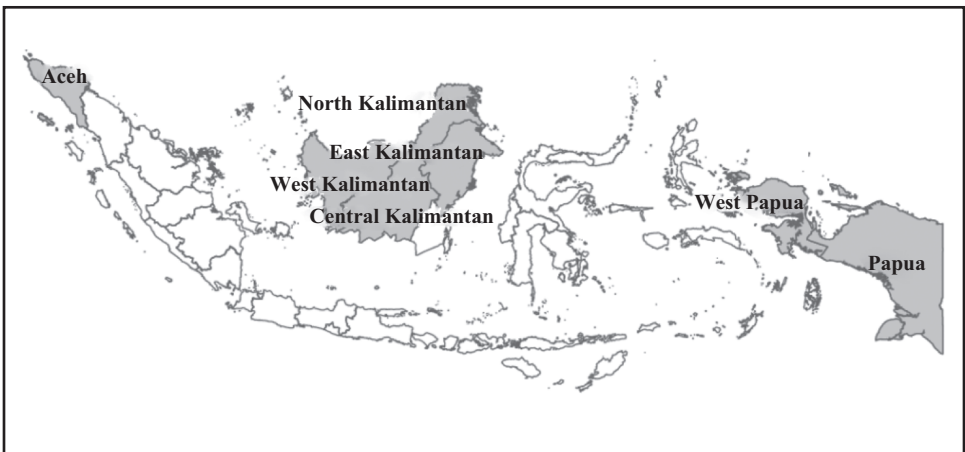 Aceh
North Kalimantan
East Kalimantan
West Kalimantan
Central Kalimantan
West Papua
Papua